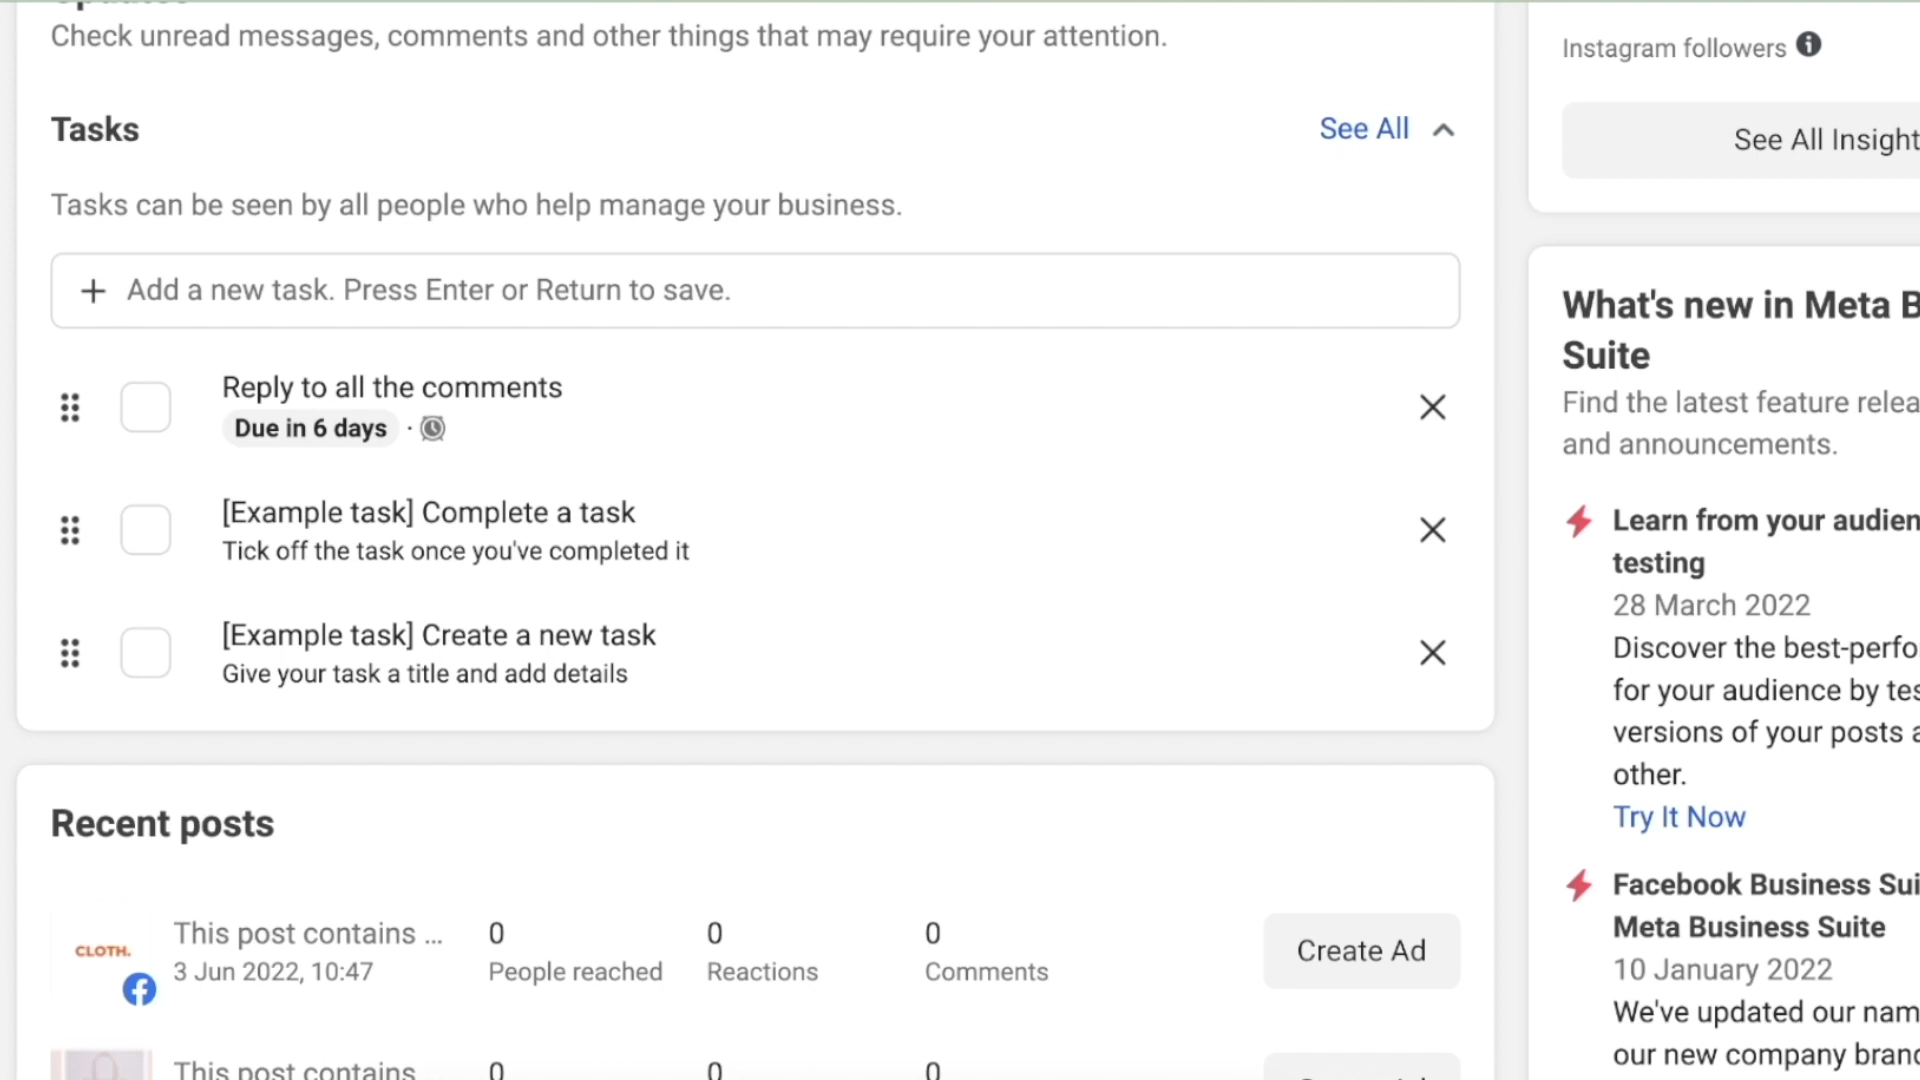 Check unread messages, comments and other things that may require your attention.
Tasks
See All
Tasks can be seen by all people who help manage your business.
+ Add a new task. Press Enter or Return to save.
Reply to all the comments
Due in 6 days ·
[Example task] Complete a task
Tick off the task once you've completed it
[Example task] Create a new task
Give your task a title and add details
Recent posts
CLOTH.
This post contains ...
3 Jun 2022, 10:47
0
People reached
0
Reactions
0
Comments
Create Ad
This post contains
0
0
0
Instagram followers
See All Insight
What's new in Meta B
Suite
Find the latest feature relea
and announcements.
Learn from your audien
testing
28 March 2022
Discover the best-perfo
for your audience by tes
versions of your posts a
other.
Try It Now
Facebook Business Sui
Meta Business Suite
10 January 2022
We've updated our nam
our new company branc